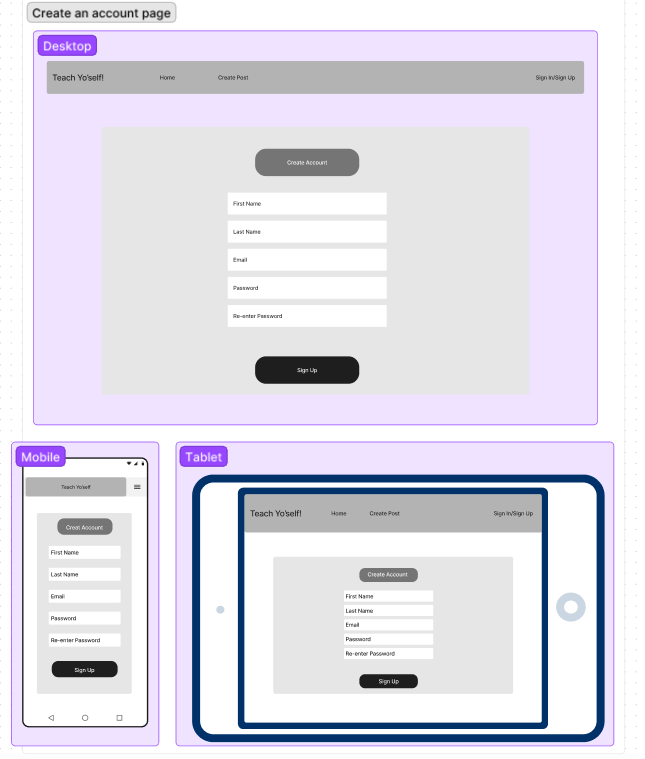 Create an account page
Desktop
Teach Yo'self! Home Create Post Sign In/Sign Up
Create Account
First Name
Last Name
Email
Password
Re-enter Password
Sign Up
Mobile
Teach Yo'self
Creat Account
First Name
Last Name
Email
Password
Re-enter Password
Sign Up
Tablet
Teach Yo'self! Home Create Post Sign In/Sign Up
Create Account
First Name
Last Name
Email
Password
Re-enter Password
Sign Up